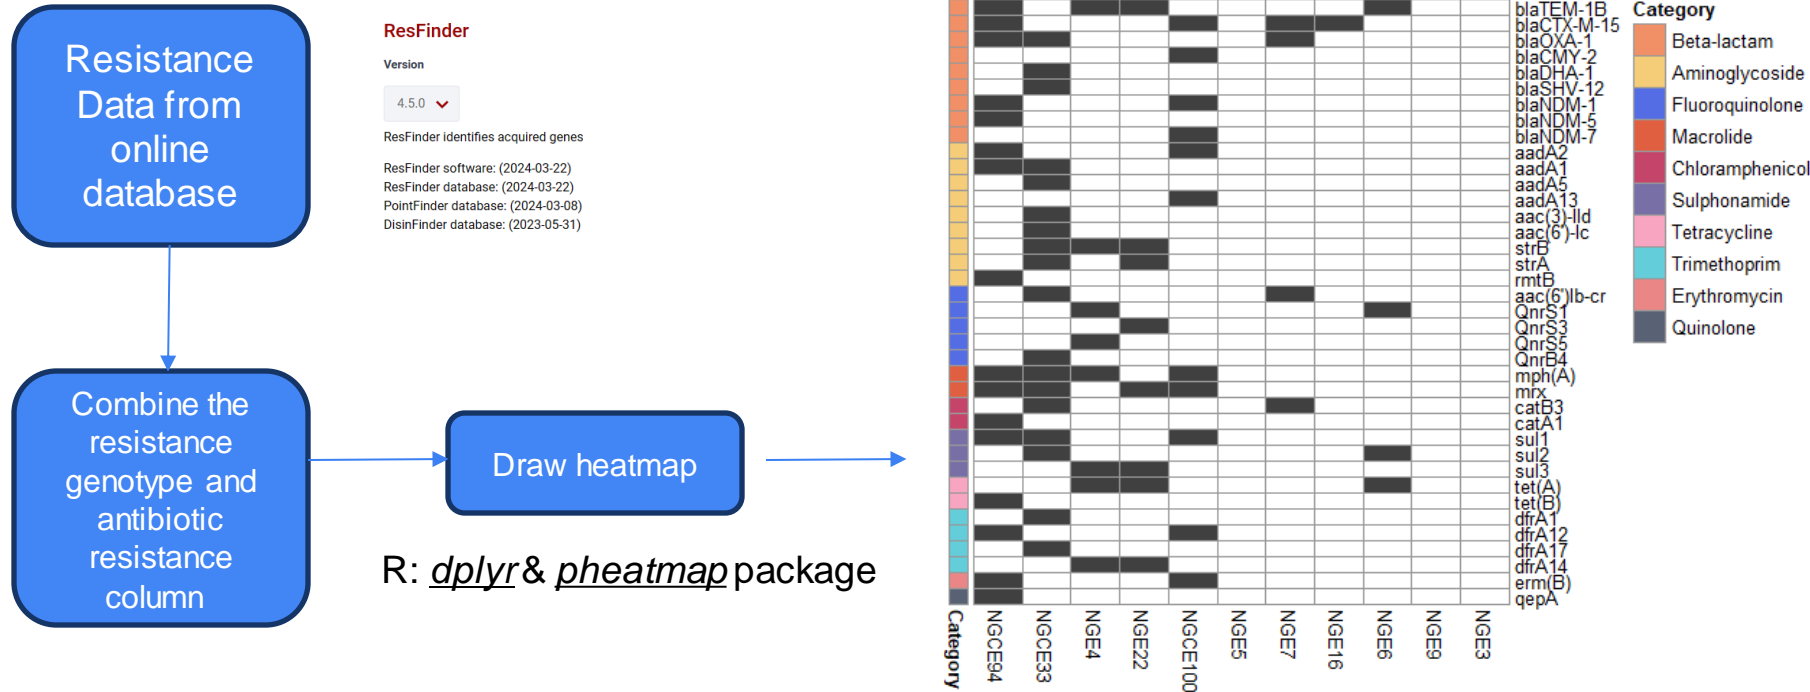 Resistance
Data from
online
database
ResFinder
Version
4.5.0
ResFinder identifies acquired genes
ResFinder software: (2024-03-22)
ResFinder database: (2024-03-22)
PointFinder database: (2024-03-08)
DisinFinder database: (2023-05-31)
Combine the
resistance
genotype and
antibiotic
resistance
column
Draw heatmap
R: dplyr & pheatmap package
blaTEM-1B
blaCTX-M-15
blaOXA-1
blaCMY-2
blaDHA-1
blaSHV-12
blaNDM-1
blaNDM-5
blaNDM-7
aadA2
aadA1
aadA5
aadA13
aac(3)-IId
aac(6')-Ic
strB
strA
rmtB
aac(6')Ib-cr
QnrS1
QnrS3
QnrS5
QnrB4
mph(A)
mrx
catB3
catA1
sul1
sul2
sul3
tet(A)
tet(B)
dfrA1
dfrA12
dfrA17
dfrA14
erm(B)
qepA
Category
NGCE94
NGCE33
NGE4
NGE22
NGCE100
NGE5
NGE7
NGE16
NGE6
NGE9
NGE3
Category
Beta-lactam
Aminoglycoside
Fluoroquinolone
Macrolide
Chloramphenicol
Sulphonamide
Tetracycline
Trimethoprim
Erythromycin
Quinolone